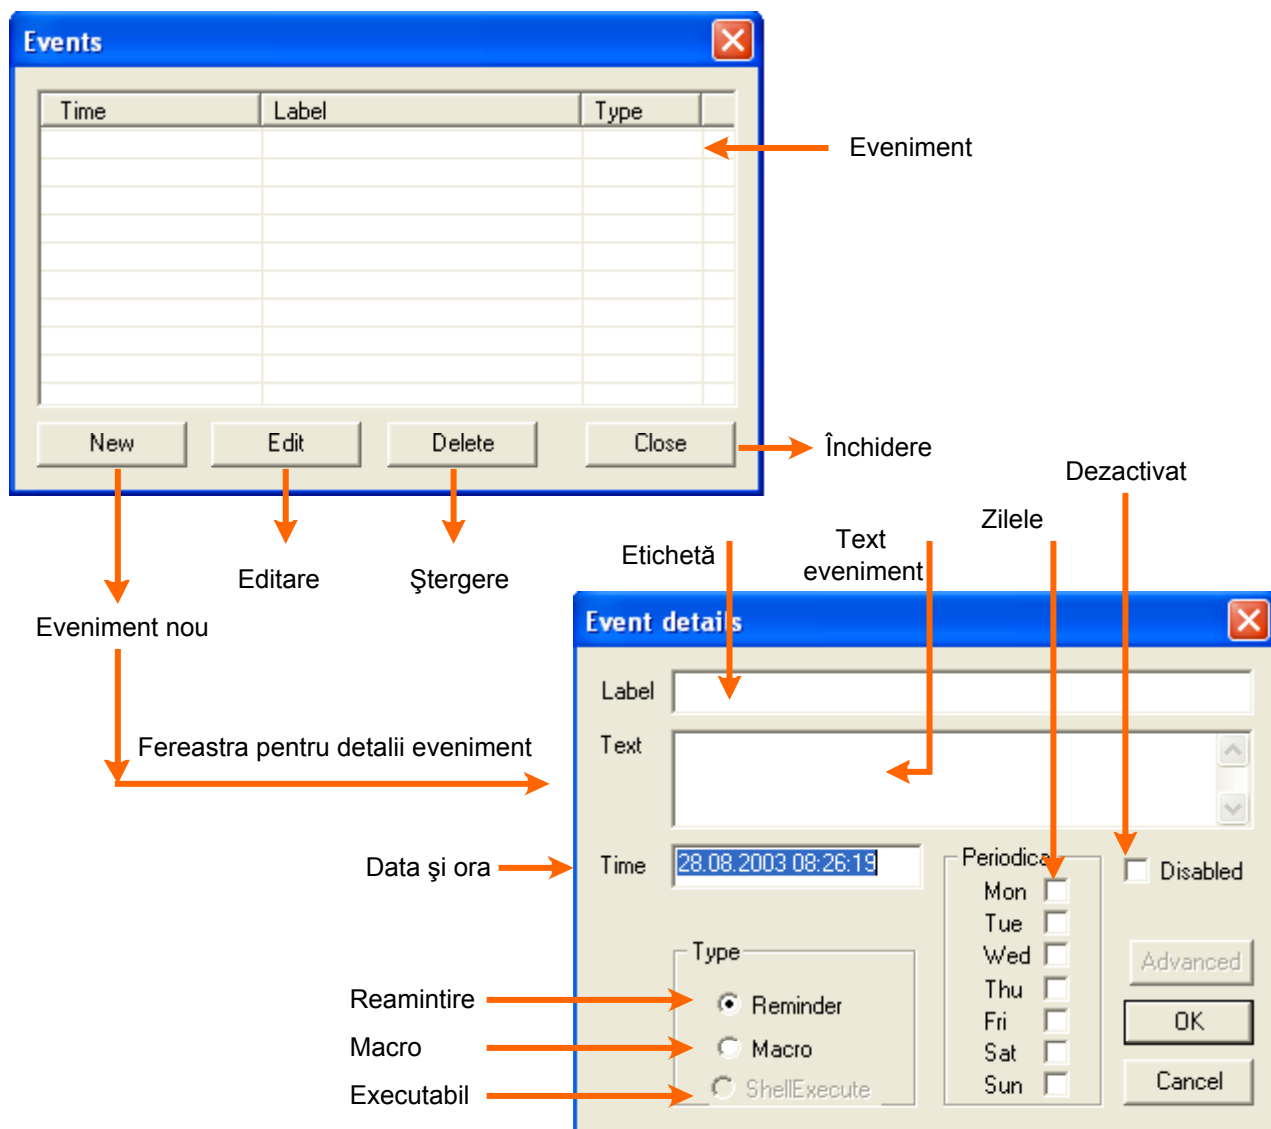 Events
Time Label Type
Eveniment
New Edit Delete Close
Închidere
Dezactivat
Zilele
Etichetă
Text
eveniment
Editare
Ştergere
Eveniment nou
Event details
Label
Text
Fereastra pentru detalii eveniment
Data şi ora
Time 28.08.2003 08:26:19
Periodical
Disabled
Mon
Tue
Wed
Thu
Fri
Sat
Sun
Advanced
OK
Cancel
Type
Reamintire
Reminder
Macro
Macro
Executabil
ShellExecute